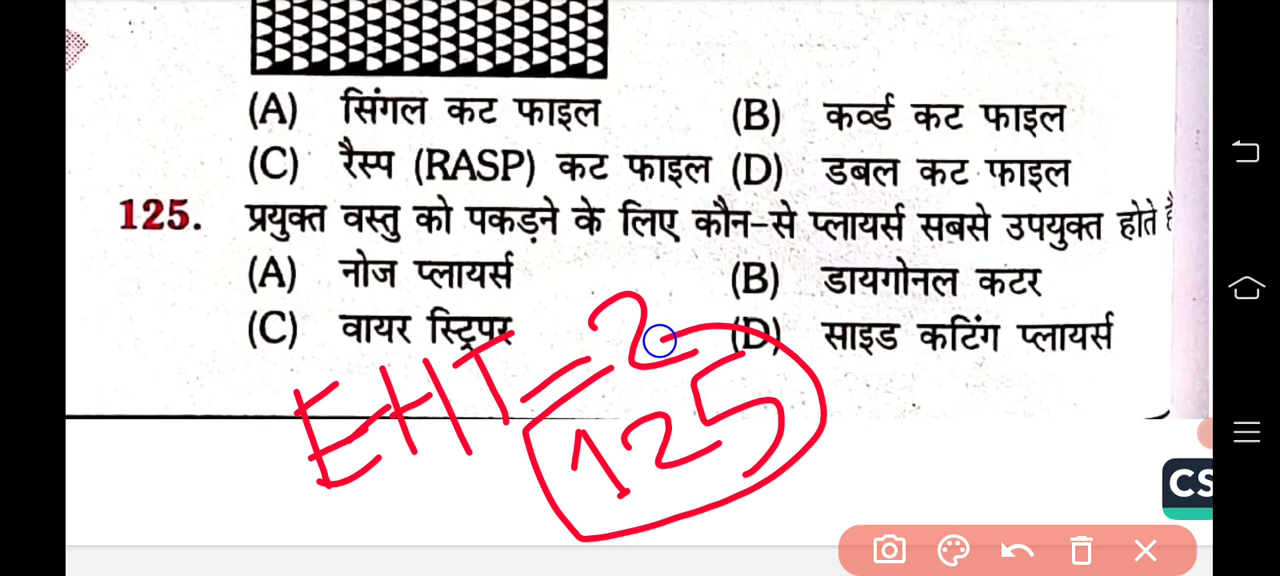 (A) सिंगल कट फाइल (B) कर्व्ड कट फाइल
(C) रैस्प (RASP) कट फाइल (D) डबल कट फाइल
125. प्रयुक्त वस्तु को पकड़ने के लिए कौन-से प्लायर्स सबसे उपयुक्त होते
(A) नोज प्लायर्स (B) डायगोनल कटर
(C) वायर स्ट्रिपर (D) साइड कटिंग प्लायर्स
EHT = 2
125
CS